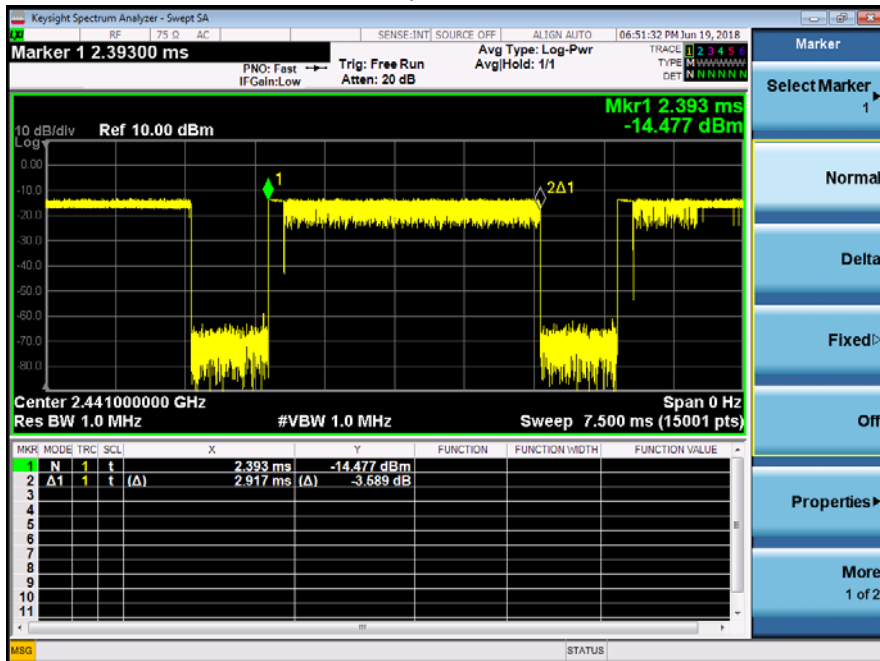 Keysight Spectrum Analyzer - Swept SA
LXI RF 75 Ω AC SENSE:INT SOURCE OFF ALIGN AUTO 06:51:32 PM Jun 19, 2018
Marker 1 2.39300 ms
PNO: Fast
IFGain:Low
Trig: Free Run
Atten: 20 dB
Avg Type: Log-Pwr
Avg|Hold: 1/1
TRACE 1 2 3 4 5 6
TYPE M WWWWW
DET N N N N N N
Mkr1 2.393 ms
-14.477 dBm
10 dB/div Ref 10.00 dBm
Log
0.00
-10.0
-20.0
-30.0
-40.0
-50.0
-60.0
-70.0
-80.0
1
2Δ1
Center 2.441000000 GHz Span 0 Hz
Res BW 1.0 MHz #VBW 1.0 MHz Sweep 7.500 ms (15001 pts)
MKR MODE TRC SCL X Y FUNCTION FUNCTION WIDTH FUNCTION VALUE
1 N 1 t 2.393 ms -14.477 dBm
2 Δ1 1 t (Δ) 2.917 ms (Δ) -3.589 dB
3
4
5
6
7
8
9
10
11
MSG STATUS
Marker
Select Marker
1
Normal
Delta
Fixed
Off
Properties
More
1 of 2